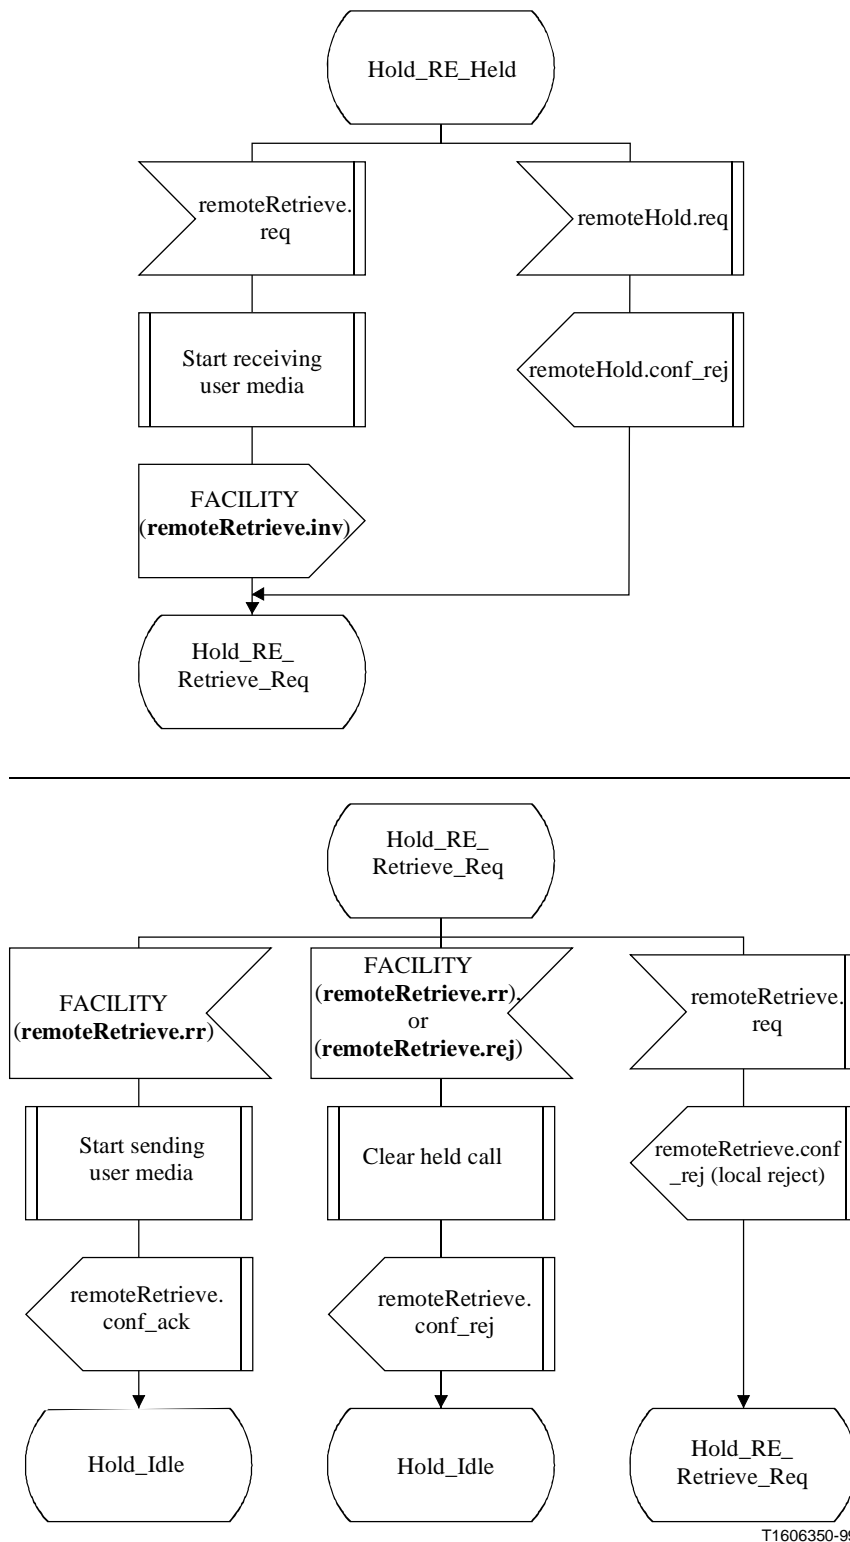 Hold_RE_Held
remoteRetrieve.
req
remoteHold.req
Start receiving
user media
remoteHold.conf_rej
FACILITY
(remoteRetrieve.inv)
Hold_RE_
Retrieve_Req
Hold_RE_
Retrieve_Req
FACILITY
(remoteRetrieve.rr)
FACILITY
(remoteRetrieve.rr).
or
(remoteRetrieve.rej)
remoteRetrieve.
req
Start sending
user media
Clear held call
remoteRetrieve.conf
_rej (local reject)
remoteRetrieve.
conf_ack
remoteRetrieve.
conf_rej
Hold_Idle
Hold_Idle
Hold_RE_
Retrieve_Req
T1606350-99